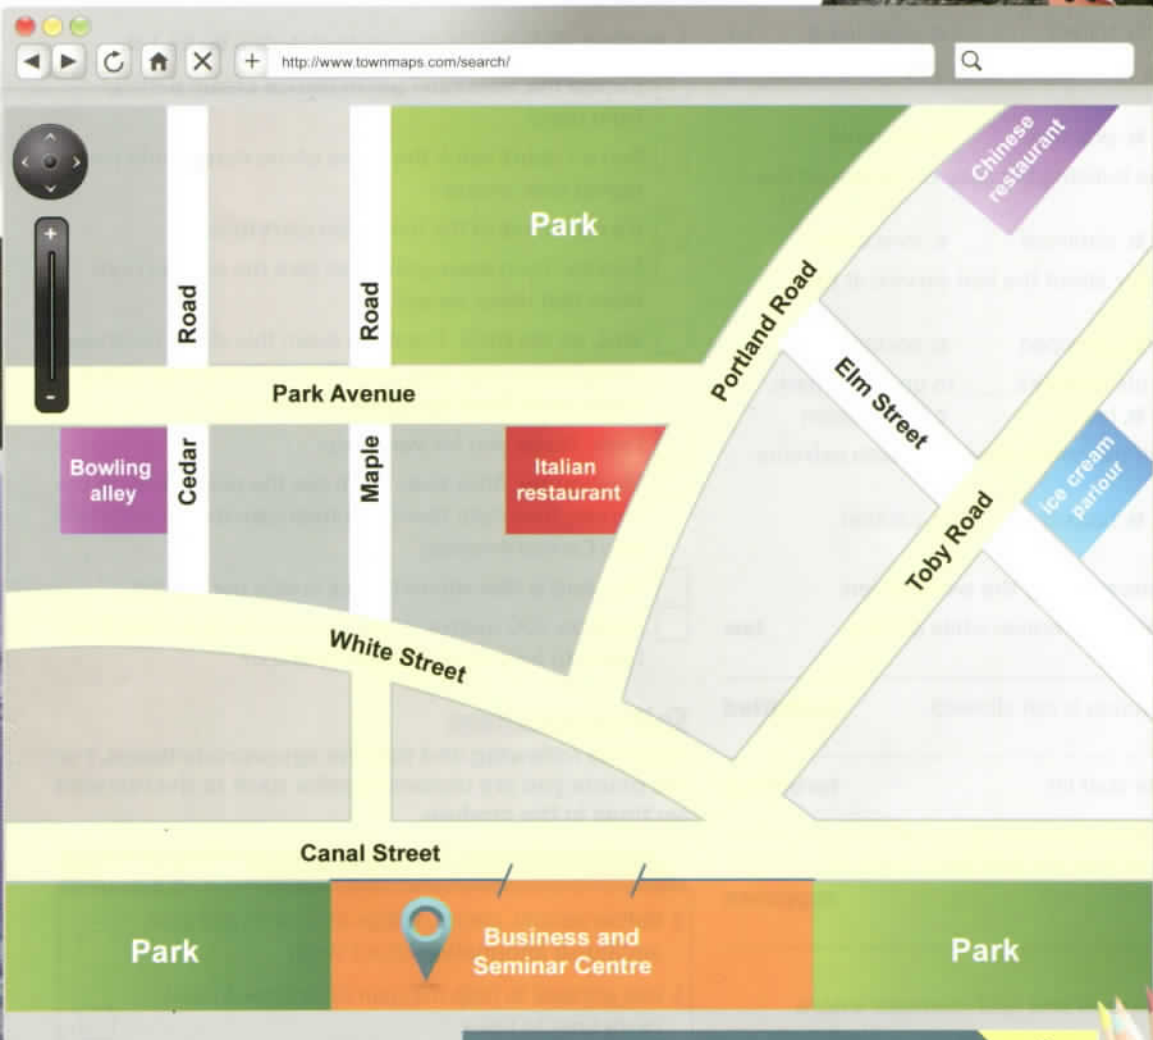 http://www.townmaps.com/search/
Chinese
restaurant
Park
Road
Road
Portland Road
Park Avenue
Elm Street
Bowling
alley
Cedar
Maple
Italian
restaurant
ice cream
parlour
Toby Road
White Street
Canal Street
Park
Business and
Seminar Centre
Park